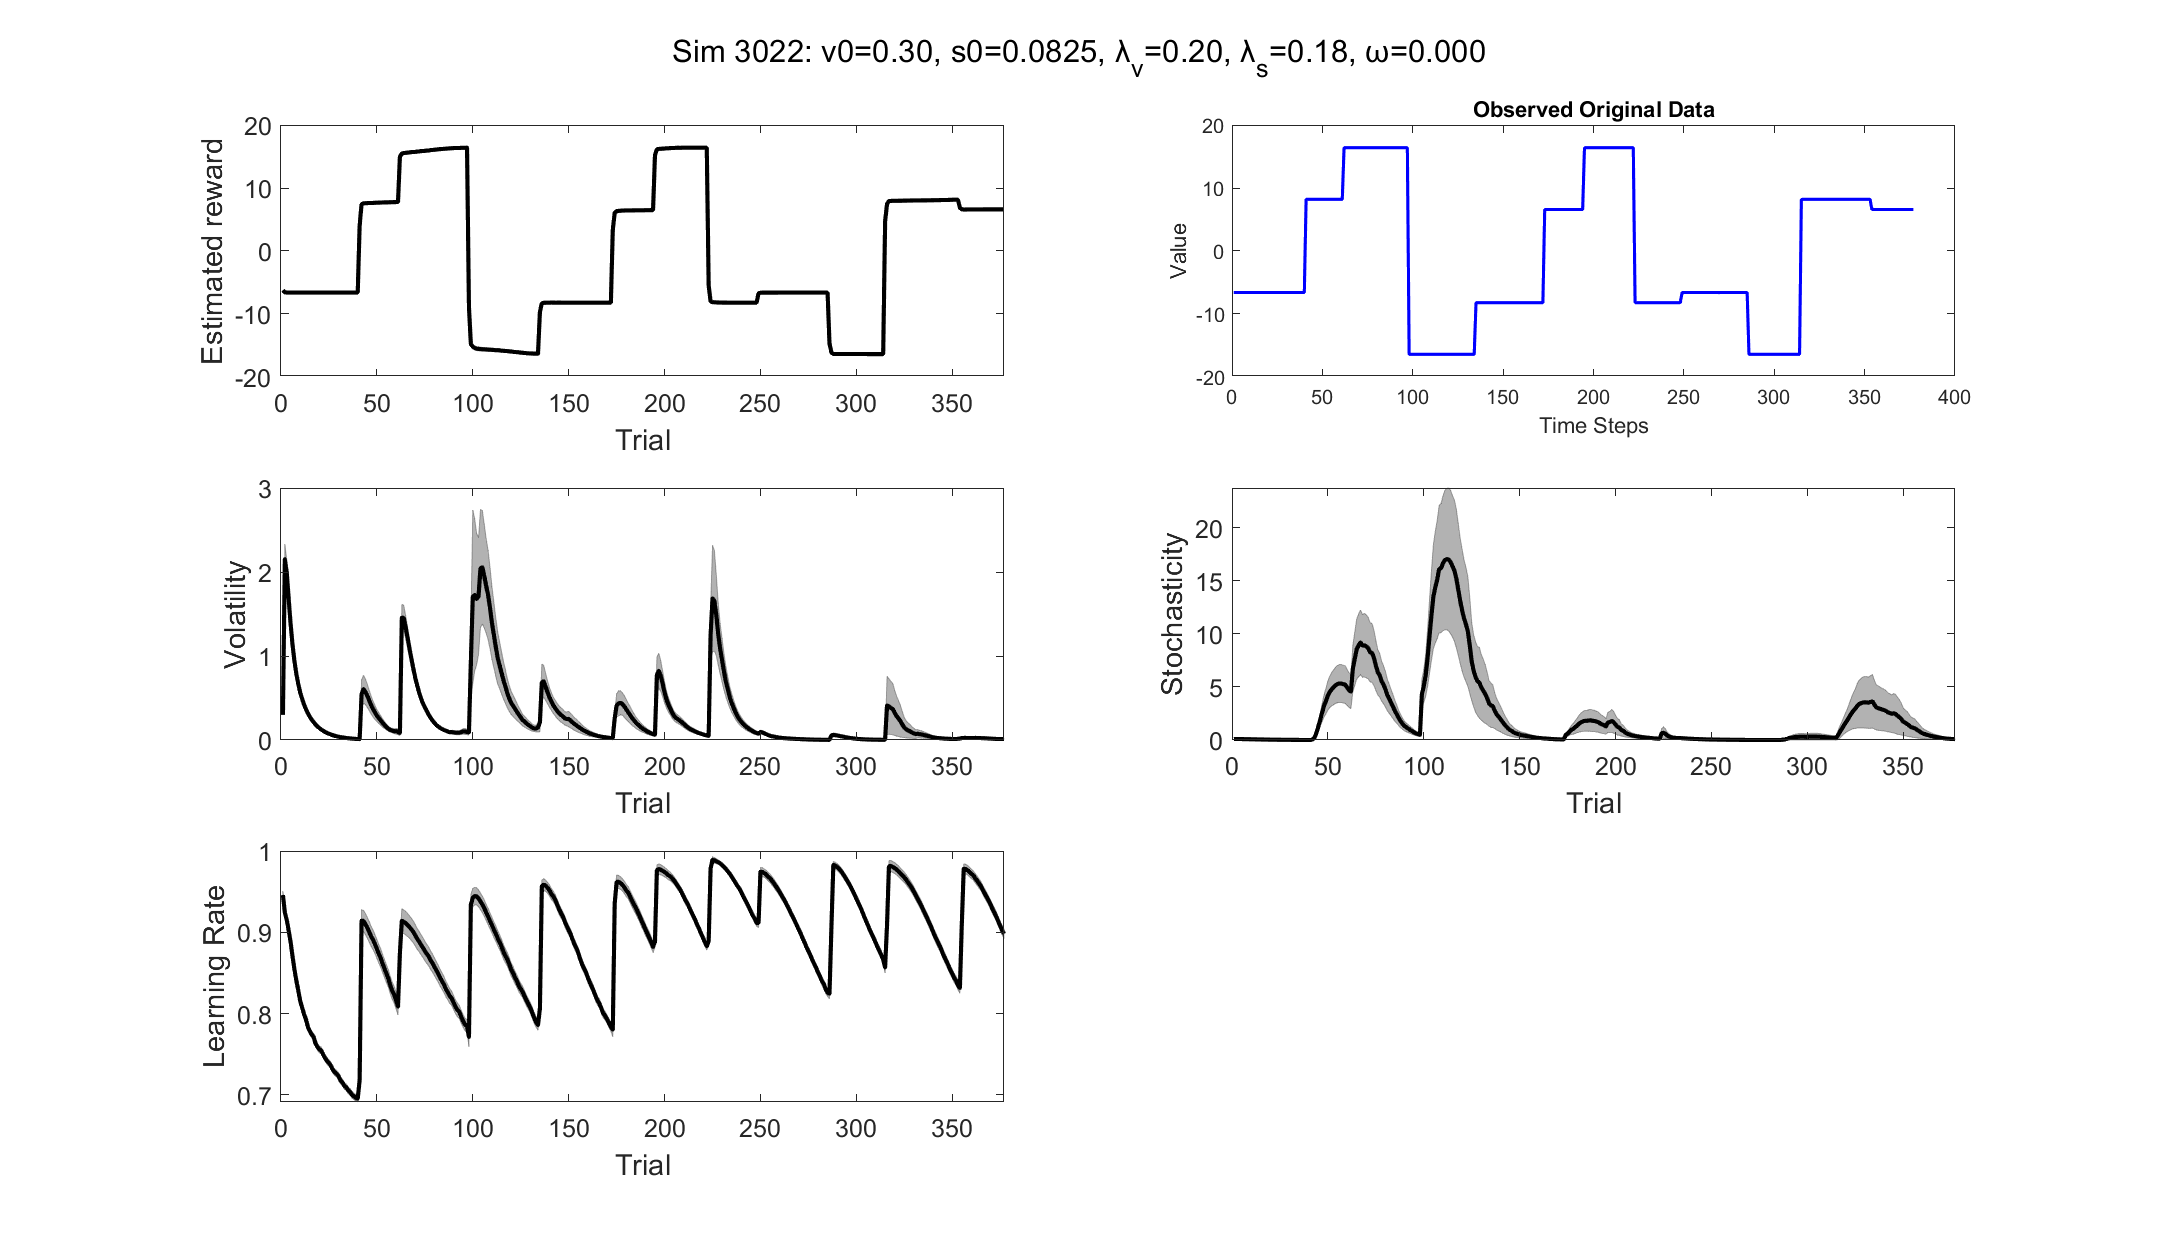 Sim 3022: v0=0.30, s0=0.0825, λv=0.20, λs=0.18, ω=0.000
20
10
0
-10
-20
Estimated reward
0 50 100 150 200 250 300 350
Trial
Observed Original Data
20
10
0
-10
-20
Value
0 50 100 150 200 250 300 350 400
Time Steps
3
2
1
0
Volatility
0 50 100 150 200 250 300 350
Trial
20
15
10
5
0
Stochasticity
0 50 100 150 200 250 300 350
Trial
1
0.9
0.8
0.7
Learning Rate
0 50 100 150 200 250 300 350
Trial